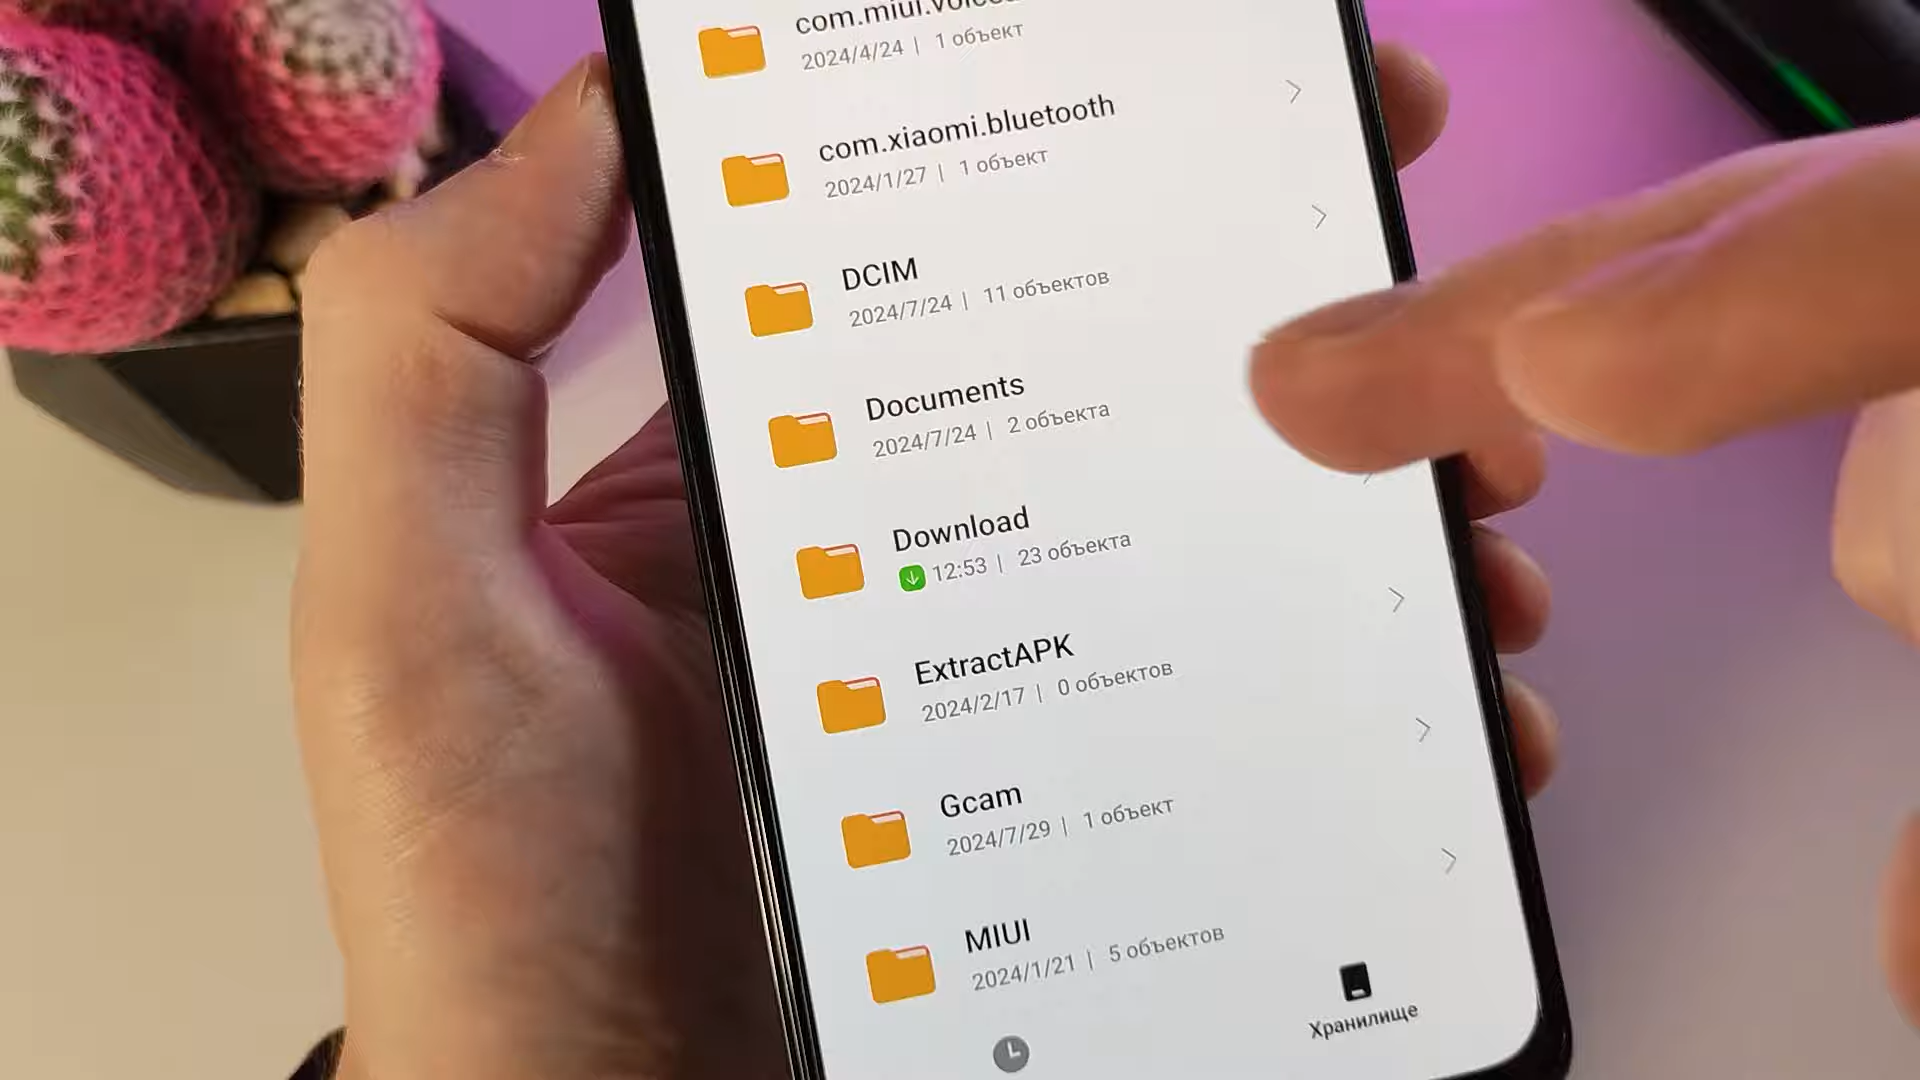 com.miui.
2024/4/24 | 1 объект
com.xiaomi.bluetooth
2024/1/27 | 1 объект
DCIM
2024/7/24 | 11 объектов
Documents
2024/7/24 | 2 объекта
Download
12:53 | 23 объекта
ExtractAPK
2024/2/17 | 0 объектов
Gcam
2024/7/29 | 1 объект
MIUI
2024/1/21 | 5 объектов
Хранилище